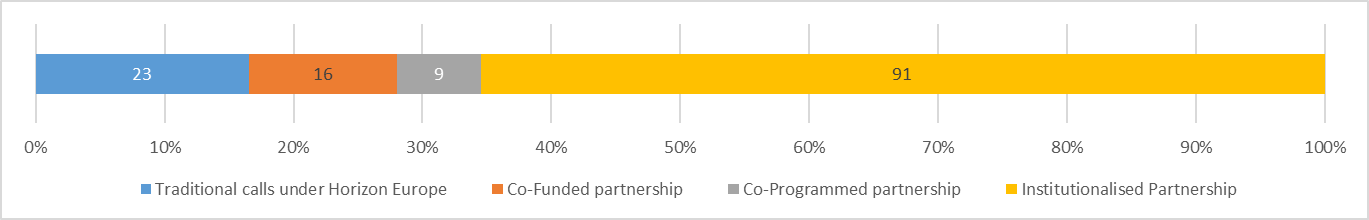 23 16 9 91
0% 10% 20% 30% 40% 50% 60% 70% 80% 90% 100%
Traditional calls under Horizon Europe Co-Funded partnership Co-Programmed partnership Institutionalised Partnership